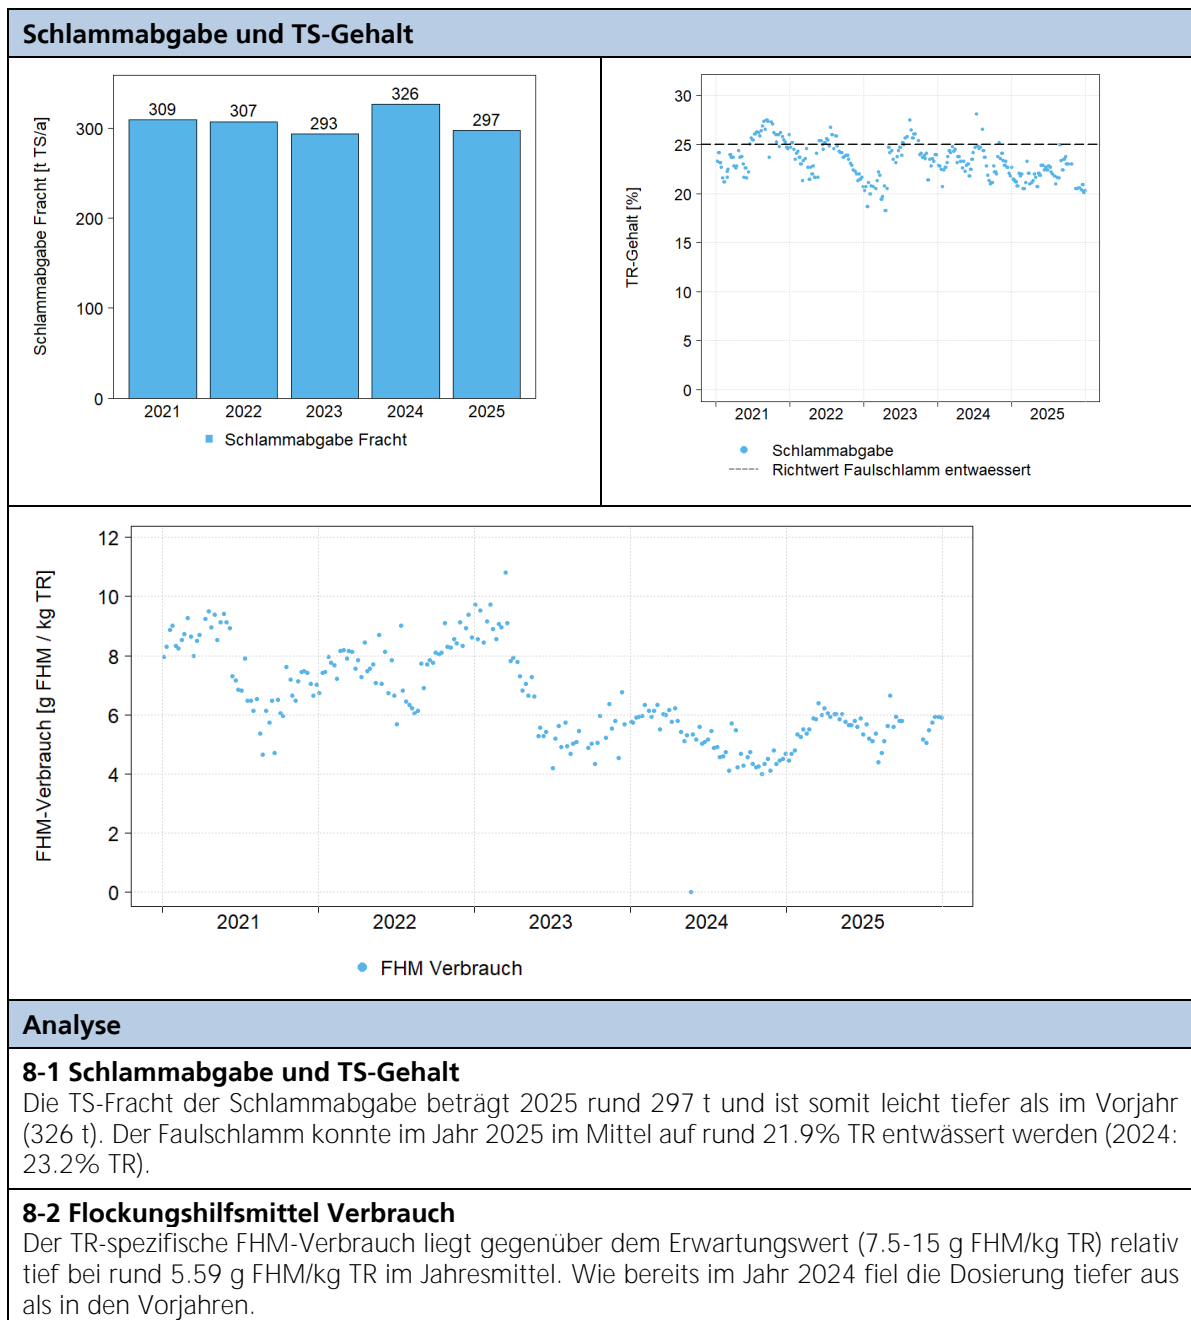 Schlammabgabe und TS-Gehalt
Schlammabgabe Fracht [t TS/a]
300
200
100
0
309
307
293
326
297
2021
2022
2023
2024
2025
Schlammabgabe Fracht
TR-Gehalt [%]
30
25
20
15
10
5
0
2021
2022
2023
2024
2025
Schlammabgabe
Richtwert Faulschlamm entwaessert
FHM-Verbrauch [g FHM / kg TR]
12
10
8
6
4
2
0
2021
2022
2023
2024
2025
FHM Verbrauch
Analyse
8-1 Schlammabgabe und TS-Gehalt
Die TS-Fracht der Schlammabgabe beträgt 2025 rund 297 t und ist somit leicht tiefer als im Vorjahr
(326 t). Der Faulschlamm konnte im Jahr 2025 im Mittel auf rund 21.9% TR entwässert werden (2024:
23.2% TR).
8-2 Flockungshilfsmittel Verbrauch
Der TR-spezifische FHM-Verbrauch liegt gegenüber dem Erwartungswert (7.5-15 g FHM/kg TR) relativ
tief bei rund 5.59 g FHM/kg TR im Jahresmittel. Wie bereits im Jahr 2024 fiel die Dosierung tiefer aus
als in den Vorjahren.